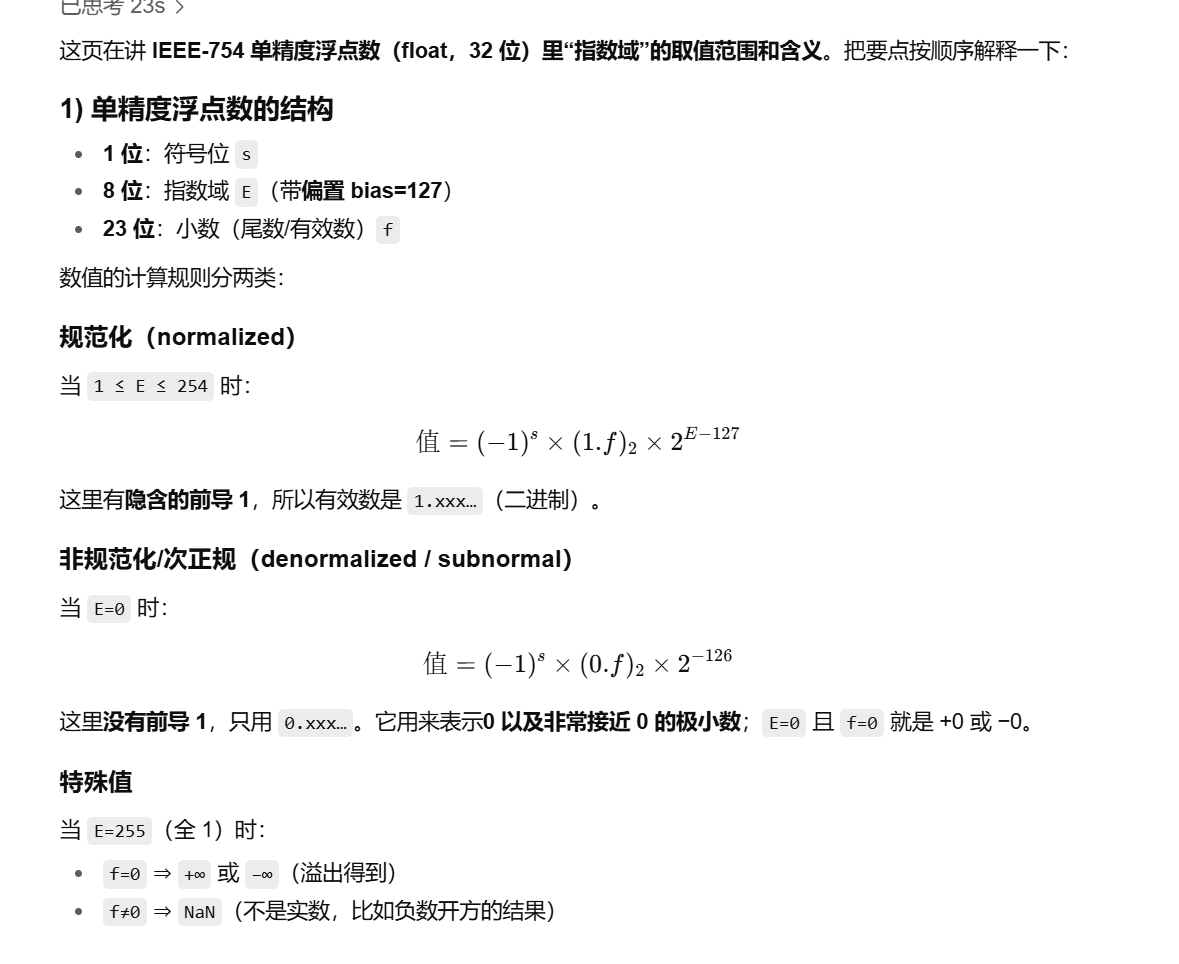 已思考 23s >
这页在讲 IEEE-754 单精度浮点数（float，32 位）里“指数域”的取值范围和含义。把要点按顺序解释一下：
1) 单精度浮点数的结构
• 1 位：符号位 s
• 8 位：指数域 E（带偏置 bias=127）
• 23 位：小数（尾数/有效数）f
数值的计算规则分两类：
规范化（normalized）
当 1 ≤ E ≤ 254 时：
值 = (−1)^s × (1.f)_2 × 2^{E−127}
这里有隐含的前导 1，所以有效数是 1.xxx…（二进制）。
非规范化/次正规（denormalized / subnormal）
当 E=0 时：
值 = (−1)^s × (0.f)_2 × 2^{−126}
这里没有前导 1，只用 0.xxx…。它用来表示0 以及非常接近 0 的极小数；E=0 且 f=0 就是 +0 或 −0。
特殊值
当 E=255（全 1）时：
• f=0 ⇒ +∞ 或 −∞（溢出得到）
• f≠0 ⇒ NaN（不是实数，比如负数开方的结果）